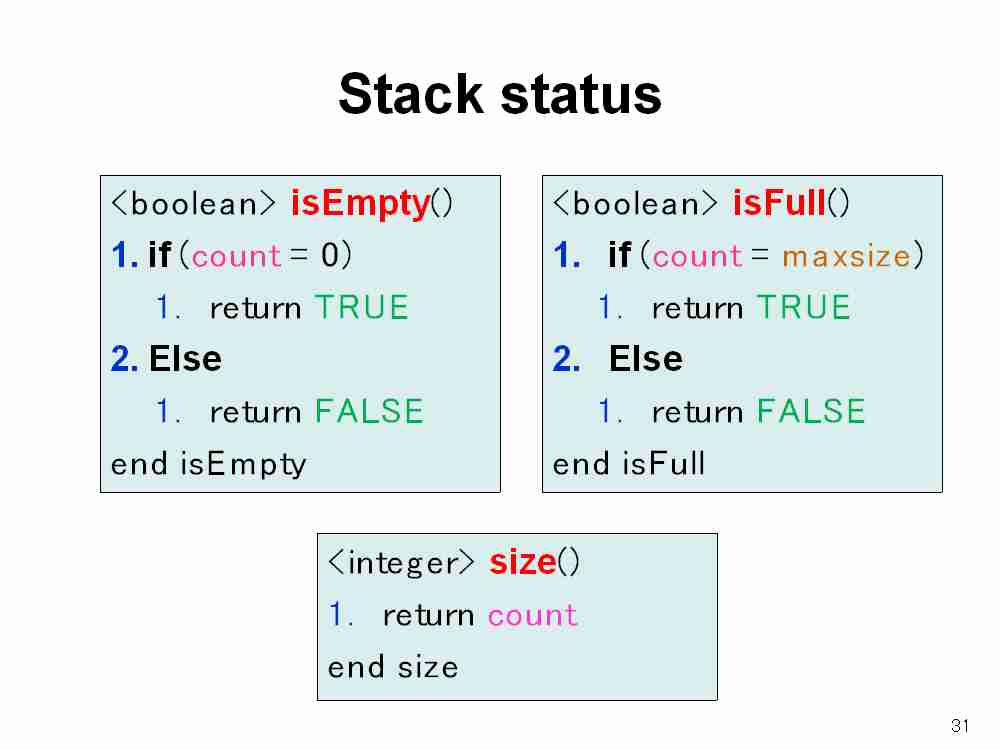 Stack status
<boolean> isEmpty()
1. if (count = 0)
1. return TRUE
2. Else
1. return FALSE
end isEmpty
<boolean> isFull()
1. if (count = maxsize)
1. return TRUE
2. Else
1. return FALSE
end isFull
<integer> size()
1. return count
end size
31